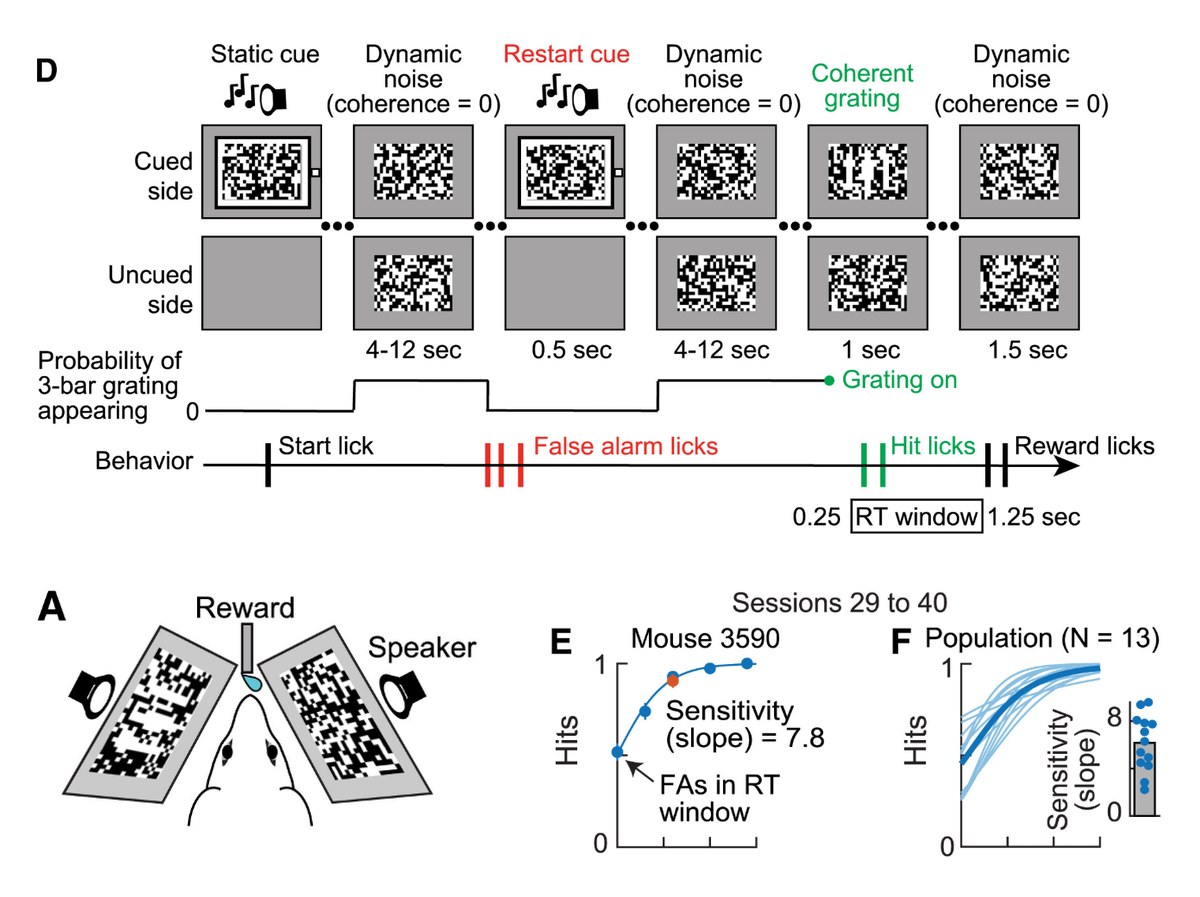 D
Static cue
Dynamic
noise
(coherence = 0)
Restart cue
Dynamic
noise
(coherence = 0)
Coherent
grating
Dynamic
noise
(coherence = 0)
Cued
side
Uncued
side
4-12 sec
0.5 sec
4-12 sec
1 sec
1.5 sec
Probability of
3-bar grating
appearing
0
Grating on
Behavior
Start lick
False alarm licks
Hit licks
Reward licks
0.25
RT window
1.25 sec
A
Reward
Speaker
Sessions 29 to 40
E
Mouse 3590
1
Hits
0
Sensitivity
(slope) = 7.8
FAs in RT
window
F
Population (N = 13)
1
Hits
0
Sensitivity
(slope)
8
0